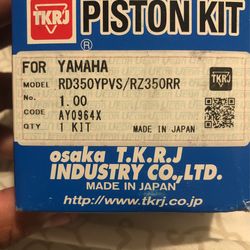 TKRJ
PISTON KIT
®
FOR YAMAHA
MODEL RD350YPVS/RZ350RR
No. 1.00
CODE AY0964X
QTY 1 KIT
TKRJ
MADE IN JAPAN
osaka T.K.R.J
INDUSTRY CO.,LTD.
MADE IN JAPAN
http://www.tkrj.co.jp